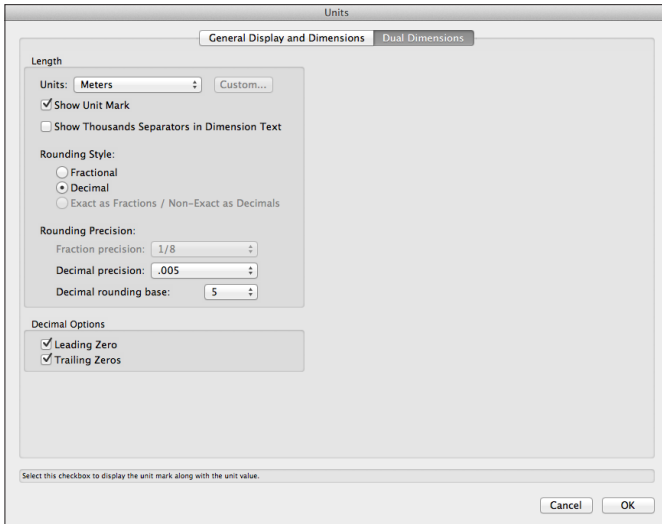 Units
General Display and Dimensions Dual Dimensions
Length
Units: Meters Custom...
Show Unit Mark
Show Thousands Separators in Dimension Text
Rounding Style:
Fractional
Decimal
Exact as Fractions / Non-Exact as Decimals
Rounding Precision:
Fraction precision: 1/8
Decimal precision: .005
Decimal rounding base: 5
Decimal Options
Leading Zero
Trailing Zeros
Select this checkbox to display the unit mark along with the unit value.
Cancel OK